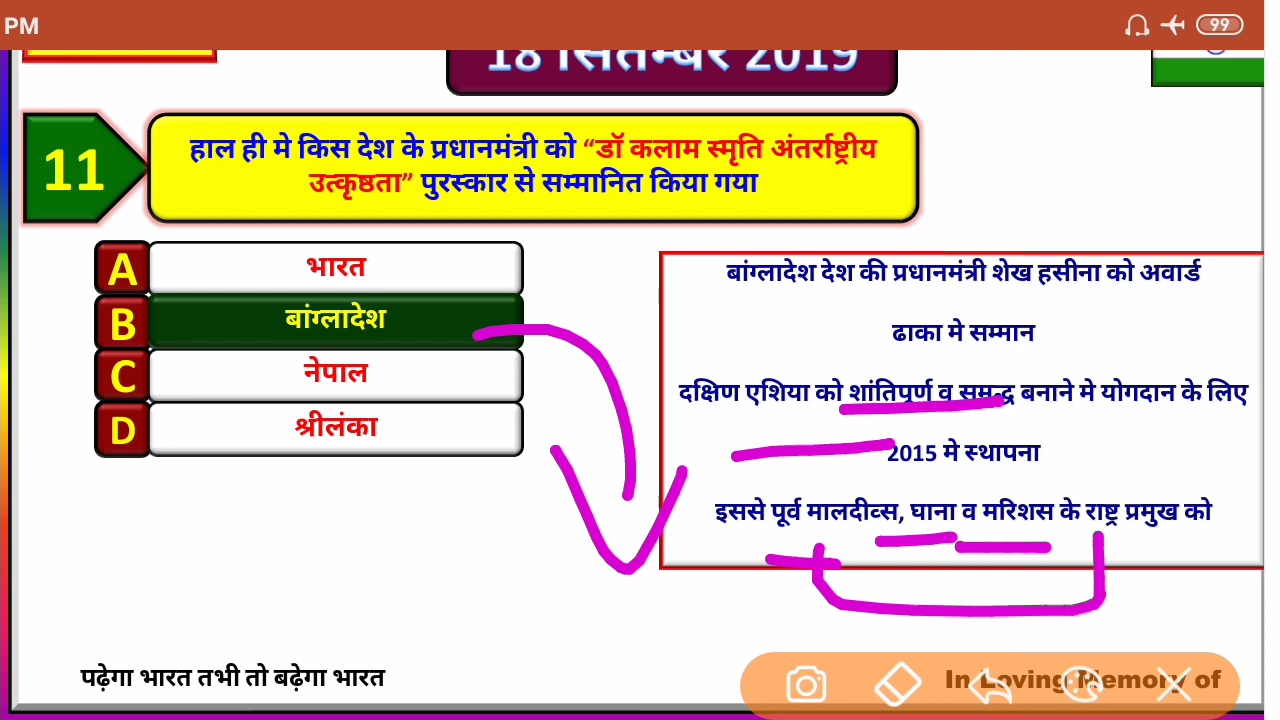 PM
99
18 सितम्बर 2019
11
हाल ही मे किस देश के प्रधानमंत्री को “डॉ कलाम स्मृति अंतर्राष्ट्रीय
उत्कृष्ठता” पुरस्कार से सम्मानित किया गया
A भारत
B बांग्लादेश
C नेपाल
D श्रीलंका
बांग्लादेश देश की प्रधानमंत्री शेख हसीना को अवार्ड
ढाका मे सम्मान
दक्षिण एशिया को शांतिपूर्ण व समृद्ध बनाने मे योगदान के लिए
2015 मे स्थापना
इससे पूर्व मालदीव्स, घाना व मरिशस के राष्ट्र प्रमुख को
पढ़ेगा भारत तभी तो बढ़ेगा भारत
In Loving Memory of